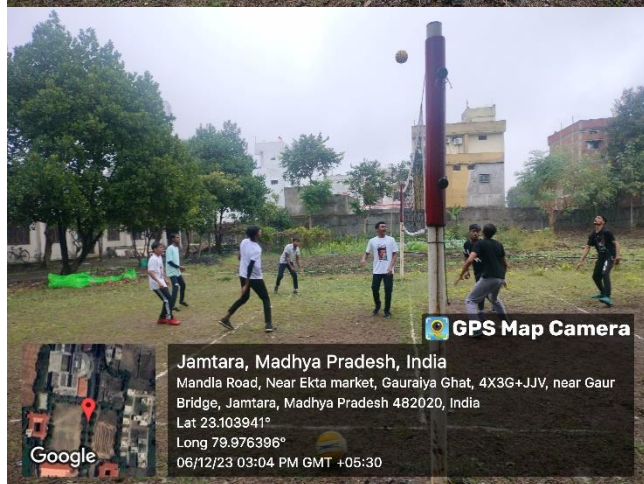 GPS Map Camera
Jamtara, Madhya Pradesh, India
Mandla Road, Near Ekta market, Gauraiya Ghat, 4X3G+JJV, near Gaur
Bridge, Jamtara, Madhya Pradesh 482020, India
Lat 23.103941°
Long 79.976396°
06/12/23 03:04 PM GMT +05:30
Google